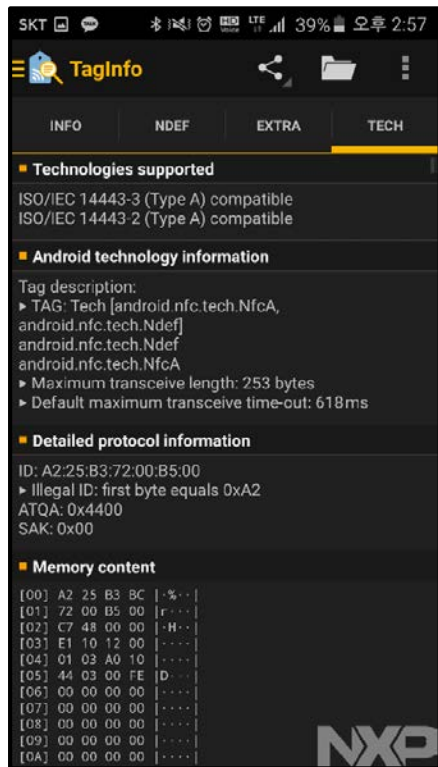 SKT HD Voice LTE 39% 오후 2:57
TagInfo
INFO NDEF EXTRA TECH
Technologies supported
ISO/IEC 14443-3 (Type A) compatible
ISO/IEC 14443-2 (Type A) compatible
Android technology information
Tag description:
▸ TAG: Tech [android.nfc.tech.NfcA,
android.nfc.tech.Ndef]
android.nfc.tech.Ndef
android.nfc.tech.NfcA
▸ Maximum transceive length: 253 bytes
▸ Default maximum transceive time-out: 618ms
Detailed protocol information
ID: A2:25:B3:72:00:B5:00
▸ Illegal ID: first byte equals 0xA2
ATQA: 0x4400
SAK: 0x00
Memory content
[00] A2 25 B3 BC |·%··|
[01] 72 00 B5 00 |r···|
[02] C7 48 00 00 |·H··|
[03] E1 10 12 00 |····|
[04] 01 03 A0 10 |····|
[05] 44 03 00 FE |D···|
[06] 00 00 00 00 |····|
[07] 00 00 00 00 |····|
[08] 00 00 00 00 |····|
[09] 00 00 00 00 |····|
[0A] 00 00 00 00 |····|
NXP